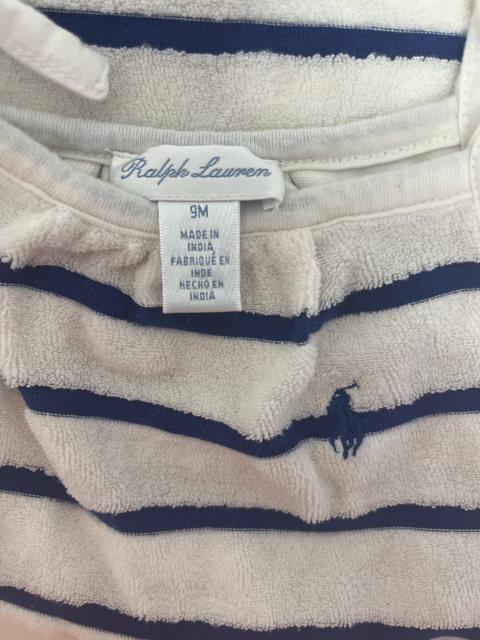 Ralph Lauren
9M
MADE IN
INDIA
FABRIQUÉ EN
INDE
HECHO EN
INDIA